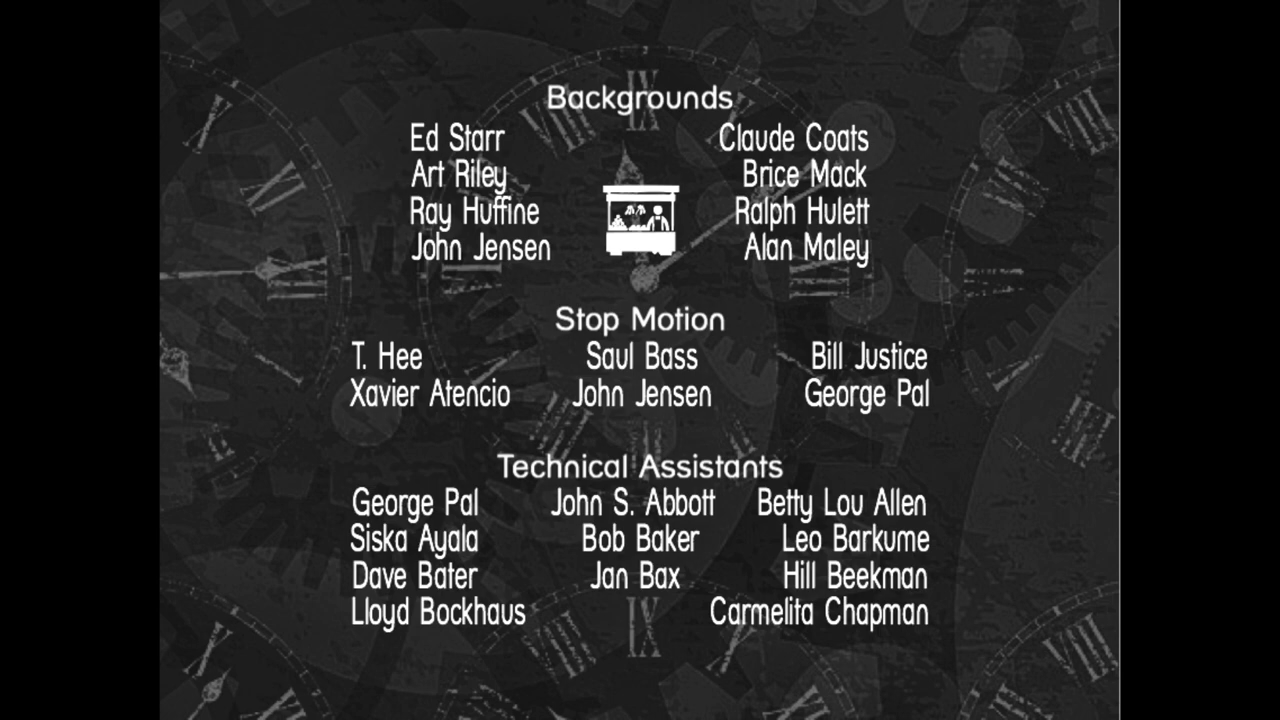 Backgrounds
Ed Starr Claude Coats
Art Riley Brice Mack
Ray Huffine Ralph Hulett
John Jensen Alan Maley
Stop Motion
T. Hee Saul Bass Bill Justice
Xavier Atencio John Jensen George Pal
Technical Assistants
George Pal John S. Abbott Betty Lou Allen
Siska Ayala Bob Baker Leo Barkume
Dave Bater Jan Bax Hill Beekman
Lloyd Bockhaus Carmelita Chapman